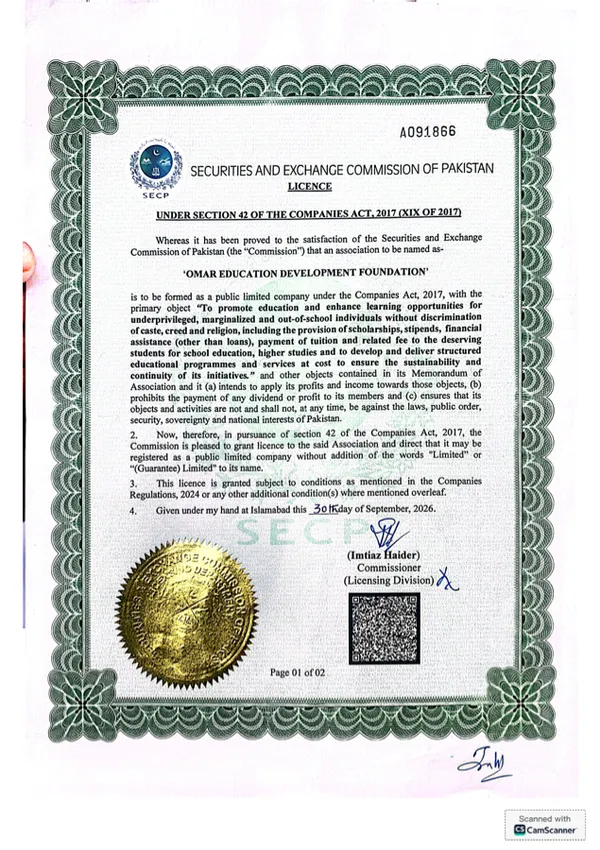 A091866
SECP
SECURITIES AND EXCHANGE COMMISSION OF PAKISTAN
LICENCE
UNDER SECTION 42 OF THE COMPANIES ACT, 2017 (XIX OF 2017)
Whereas it has been proved to the satisfaction of the Securities and Exchange
Commission of Pakistan (the “Commission”) that an association to be named as-
‘OMAR EDUCATION DEVELOPMENT FOUNDATION’
is to be formed as a public limited company under the Companies Act, 2017, with the
primary object “To promote education and enhance learning opportunities for
underprivileged, marginalized and out-of-school individuals without discrimination
of caste, creed and religion, including the provision of scholarships, stipends, financial
assistance (other than loans), payment of tuition and related fee to the deserving
students for school education, higher studies and to develop and deliver structured
educational programmes and services at cost to ensure the sustainability and
continuity of its initiatives.” and other objects contained in its Memorandum of
Association and it (a) intends to apply its profits and income towards those objects, (b)
prohibits the payment of any dividend or profit to its members and (c) ensures that its
objects and activities are not and shall not, at any time, be against the laws, public order,
security, sovereignty and national interests of Pakistan.
2. Now, therefore, in pursuance of section 42 of the Companies Act, 2017, the
Commission is pleased to grant licence to the said Association and direct that it may be
registered as a public limited company without addition of the words "Limited" or
"(Guarantee) Limited" to its name.
3. This licence is granted subject to conditions as mentioned in the Companies
Regulations, 2024 or any other additional condition(s) where mentioned overleaf.
4. Given under my hand at Islamabad this 30th day of September, 2026.
SECP
(Imtiaz Haider)
Commissioner
(Licensing Division)
Page 01 of 02
Scanned with
CS CamScanner